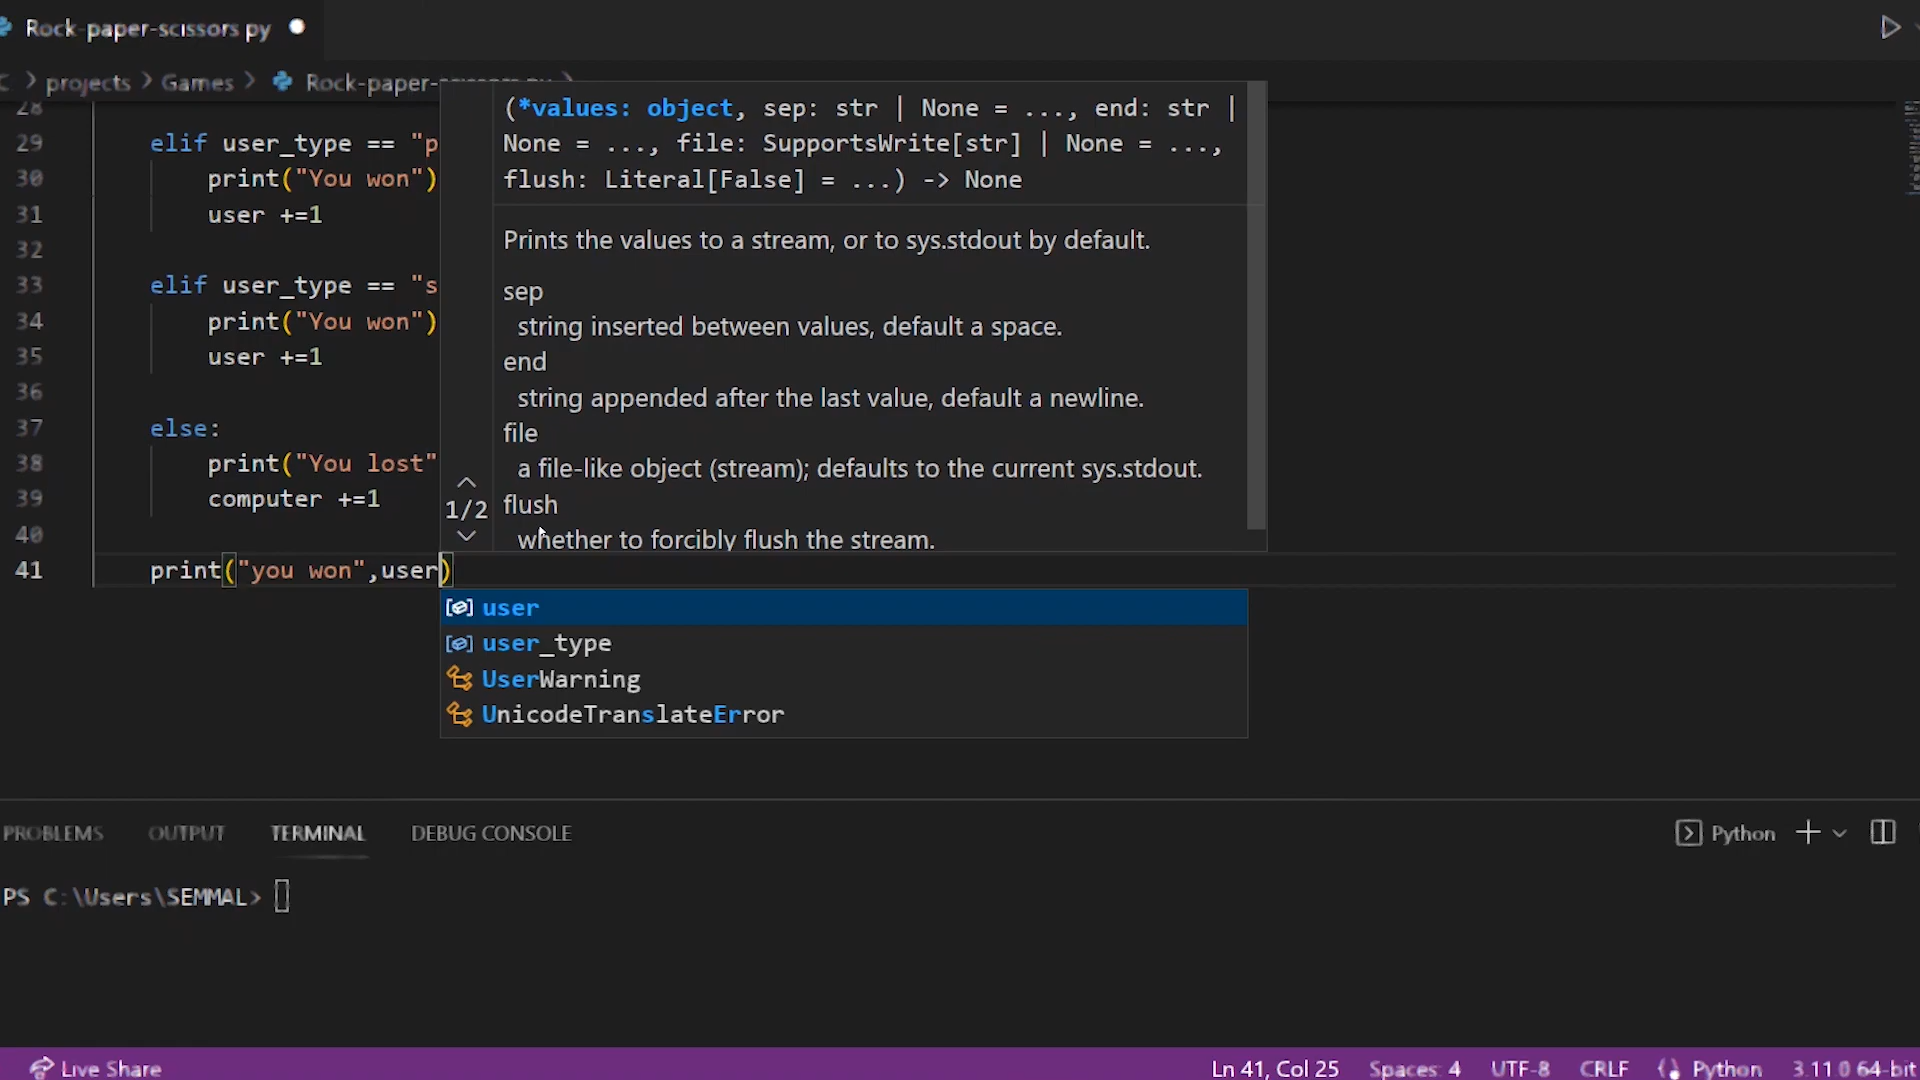 Rock-paper-scissors.py
C > projects > Games > Rock-paper-scissors.py >
28
29 elif user_type == "p
30 print("You won")
31 user +=1
32
33 elif user_type == "s
34 print("You won")
35 user +=1
36
37 else:
38 print("You lost"
39 computer +=1
40
41 print("you won",user)
(*values: object, sep: str | None = ..., end: str |
None = ..., file: SupportsWrite[str] | None = ...,
flush: Literal[False] = ...) -> None
Prints the values to a stream, or to sys.stdout by default.
sep
string inserted between values, default a space.
end
string appended after the last value, default a newline.
file
a file-like object (stream); defaults to the current sys.stdout.
1/2
flush
whether to forcibly flush the stream.
user
user_type
UserWarning
UnicodeTranslateError
PROBLEMS OUTPUT TERMINAL DEBUG CONSOLE Python
PS C:\Users\SEMMAL>
Live Share Ln 41, Col 25 Spaces: 4 UTF-8 CRLF Python 3.11.0 64-bit